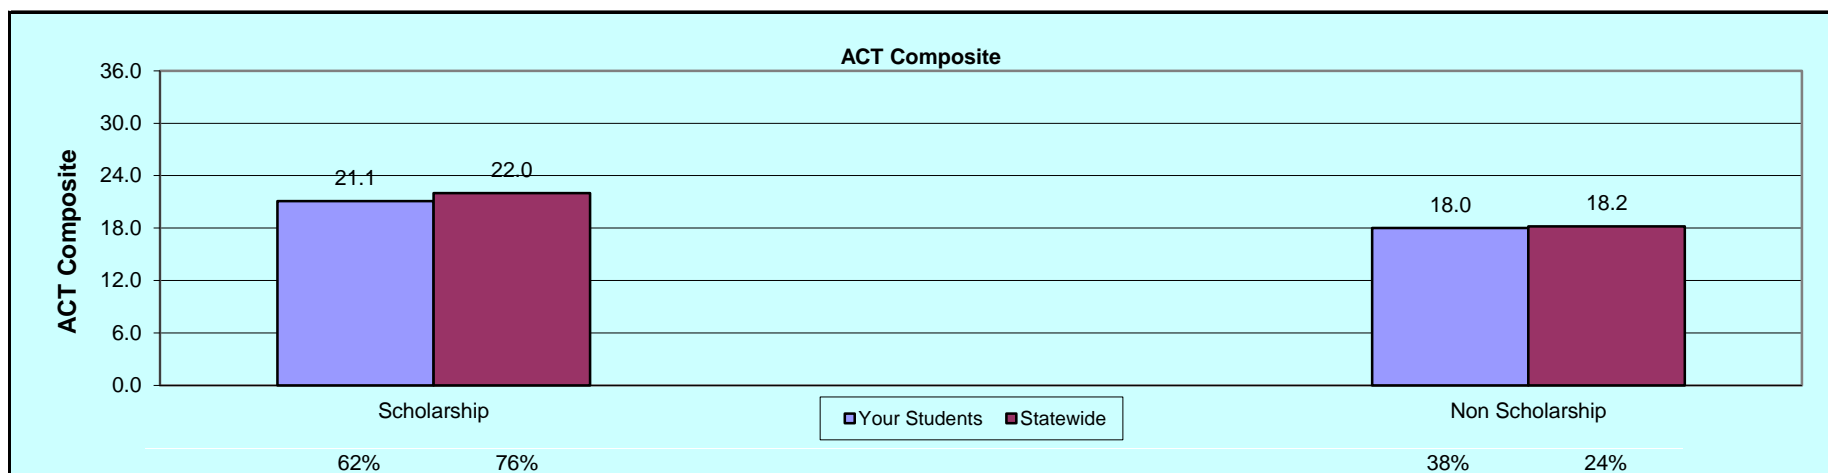 ACT Composite
36.0
30.0
24.0
18.0
12.0
6.0
0.0
ACT Composite
21.1
22.0
18.0
18.2
Scholarship
Non Scholarship
Your Students Statewide
62% 76% 38% 24%